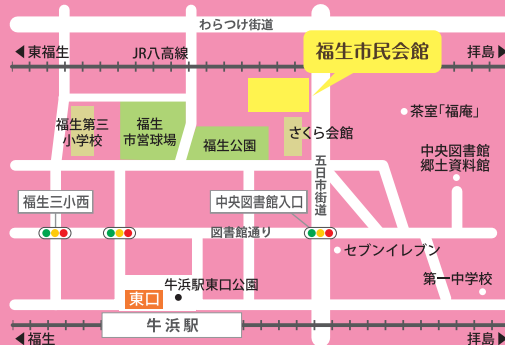 わらつけ街道
東福生
JR八高線
福生市民会館
拝島
福生第三
小学校
福生
市営球場
福生公園
さくら会館
茶室「福庵」
中央図書館
郷土資料館
五日市街道
福生三小西
中央図書館入口
図書館通り
セブンイレブン
第一中学校
牛浜駅東口公園
東口
牛浜駅
福生
拝島